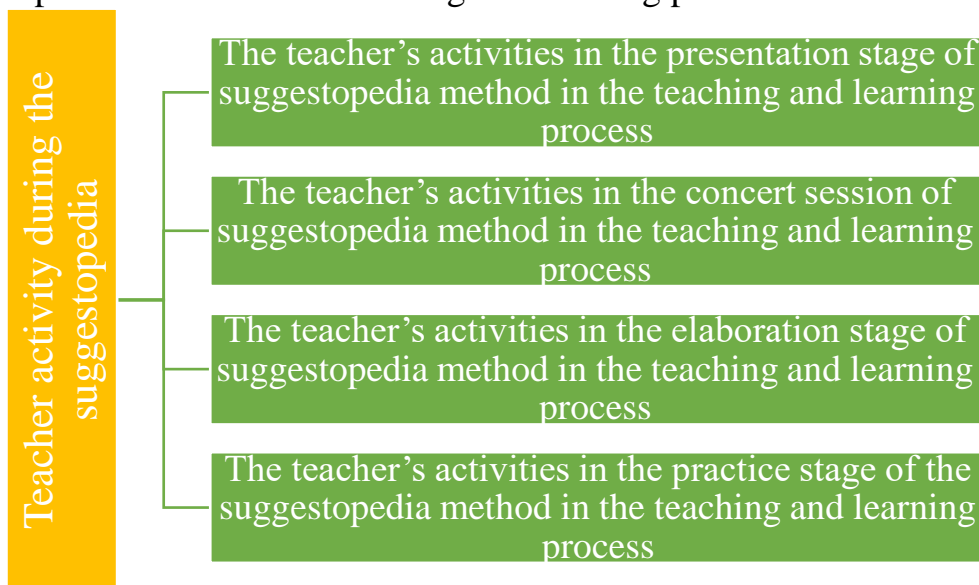 Teacher activity during the
suggestopedia
The teacher’s activities in the presentation stage of
suggestopedia method in the teaching and learning
process
The teacher’s activities in the concert session of
suggestopedia method in the teaching and learning
process
The teacher’s activities in the elaboration stage of
suggestopedia method in the teaching and learning
process
The teacher’s activities in the practice stage of the
suggestopedia method in the teaching and learning
process